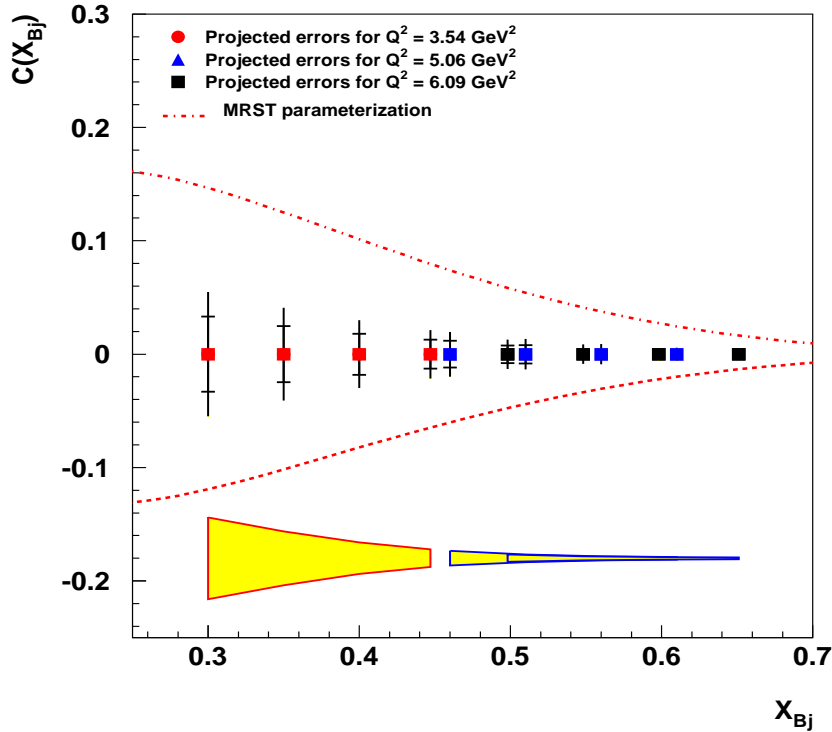 C(X_Bj)
Projected errors for Q² = 3.54 GeV²
Projected errors for Q² = 5.06 GeV²
Projected errors for Q² = 6.09 GeV²
MRST parameterization
0.3
0.2
0.1
0
-0.1
-0.2
0.3 0.4 0.5 0.6 0.7
X_Bj